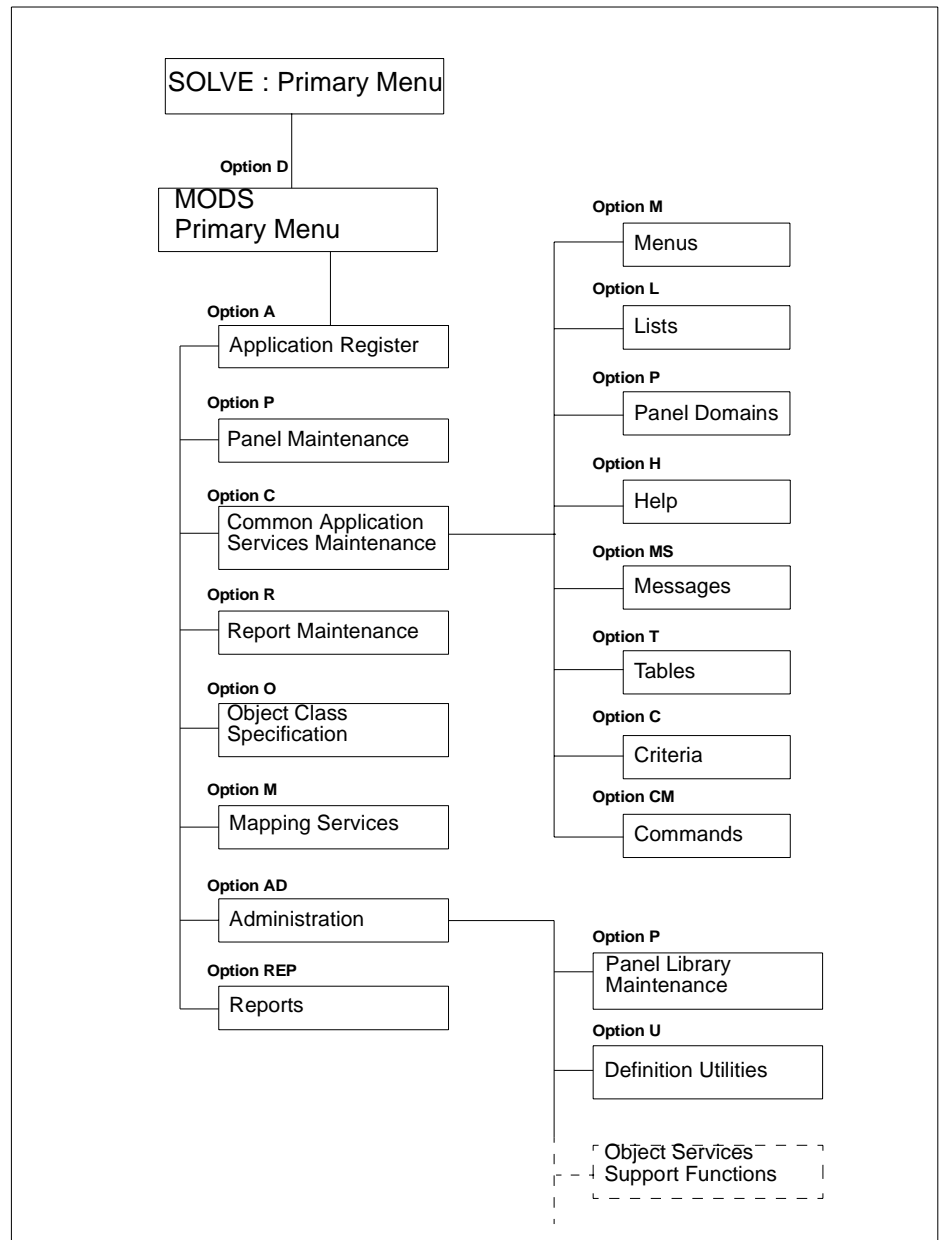 SOLVE : Primary Menu
Option D
MODS
Primary Menu
Option A
Application Register
Option P
Panel Maintenance
Option C
Common Application
Services Maintenance
Option R
Report Maintenance
Option O
Object Class
Specification
Option M
Mapping Services
Option AD
Administration
Option REP
Reports
Option M
Menus
Option L
Lists
Option P
Panel Domains
Option H
Help
Option MS
Messages
Option T
Tables
Option C
Criteria
Option CM
Commands
Option P
Panel Library
Maintenance
Option U
Definition Utilities
Object Services
Support Functions